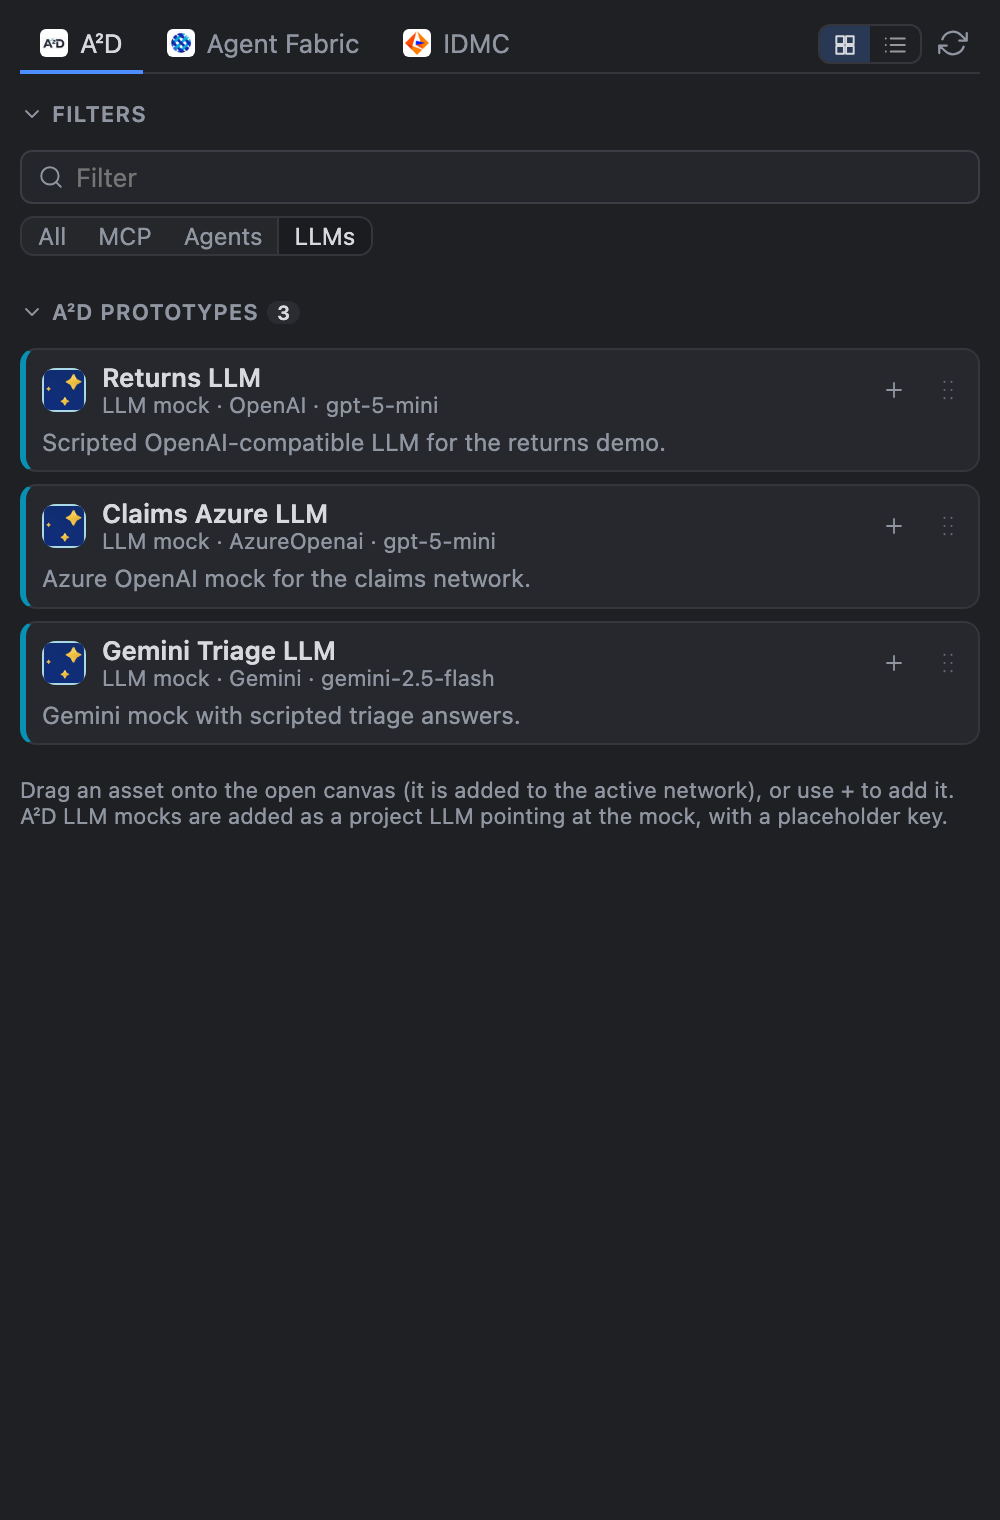 A²D A²D Agent Fabric IDMC
FILTERS
Filter
All MCP Agents LLMs
A²D PROTOTYPES 3
Returns LLM
LLM mock · OpenAI · gpt-5-mini
Scripted OpenAI-compatible LLM for the returns demo.
Claims Azure LLM
LLM mock · AzureOpenai · gpt-5-mini
Azure OpenAI mock for the claims network.
Gemini Triage LLM
LLM mock · Gemini · gemini-2.5-flash
Gemini mock with scripted triage answers.
Drag an asset onto the open canvas (it is added to the active network), or use + to add it.
A²D LLM mocks are added as a project LLM pointing at the mock, with a placeholder key.